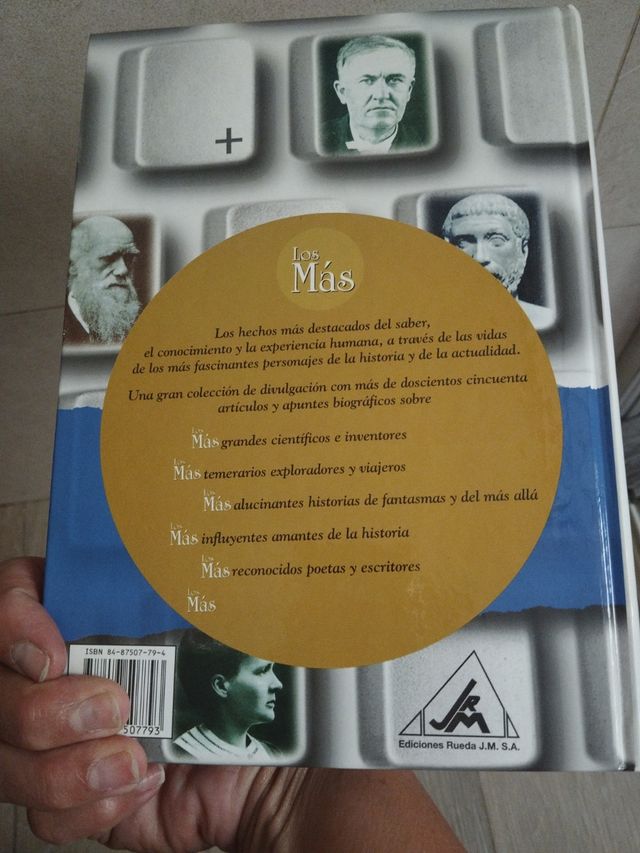 +
Los
Más
Los hechos más destacados del saber,
el conocimiento y la experiencia humana, a través de las vidas
de los más fascinantes personajes de la historia y de la actualidad.
Una gran colección de divulgación con más de doscientos cincuenta
artículos y apuntes biográficos sobre
Los Más grandes científicos e inventores
Los Más temerarios exploradores y viajeros
Los Más alucinantes historias de fantasmas y del más allá
Los Más influyentes amantes de la historia
Los Más reconocidos poetas y escritores
Los Más
ISBN 84-87507-79-4
507793
JRM
Ediciones Rueda J.M. S.A.